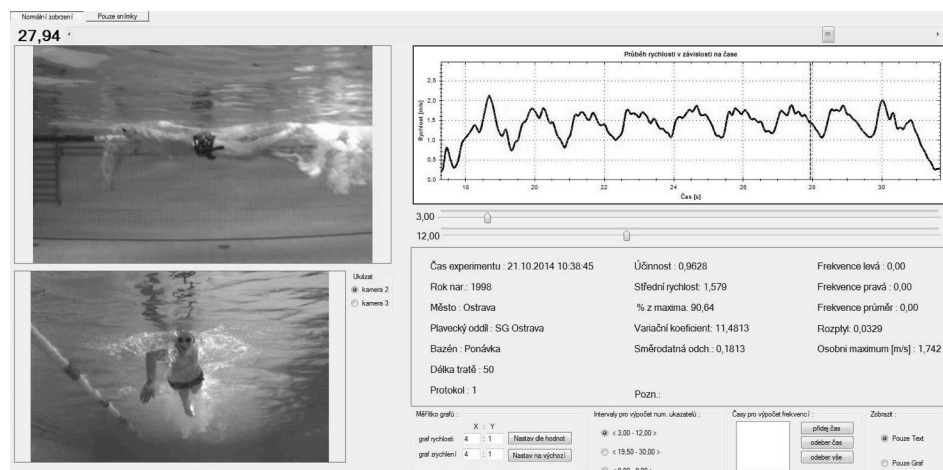 Normální zobrzení
Pouze snímky
27,94
Ukázat
kamera 2
kamera 3
Průběh rychlosti v závislosti na čase
Rychlost [m/s]
2,5
2,0
1,5
1,0
0,5
0,0
18 20 22 24 26 28 30
Čas [s]
3,00
12,00
Čas experimentu : 21.10.2014 10:38:45
Rok nar.: 1998
Město : Ostrava
Plavecký oddíl : SG Ostrava
Bazén : Ponávka
Délka tratě : 50
Protokol : 1
Účinnost : 0,9628
Střední rychlost: 1,579
% z maxima: 90,64
Variační koeficient: 11,4813
Směrodatná odch.: 0,1813
Pozn.:
Frekvence levá : 0,00
Frekvence pravá : 0,00
Frekvence průměr : 0,00
Rozptyl: 0,0329
Osobni maximum [m/s] : 1,742
Měřítko grafů :
X : Y
graf rychlosti 4 : 1 Nastav dle hodnot
graf zrychlení 4 : 1 Nastav na výchozí
Intervaly pro výpočet num. ukazatelů :
< 3,00 - 12,00 >
< 19,50 - 30,00 >
Časy pro výpočet frekvencí :
přidej čas
odeber čas
odeber vše
Zobrazit :
Pouze Text
Pouze Graf